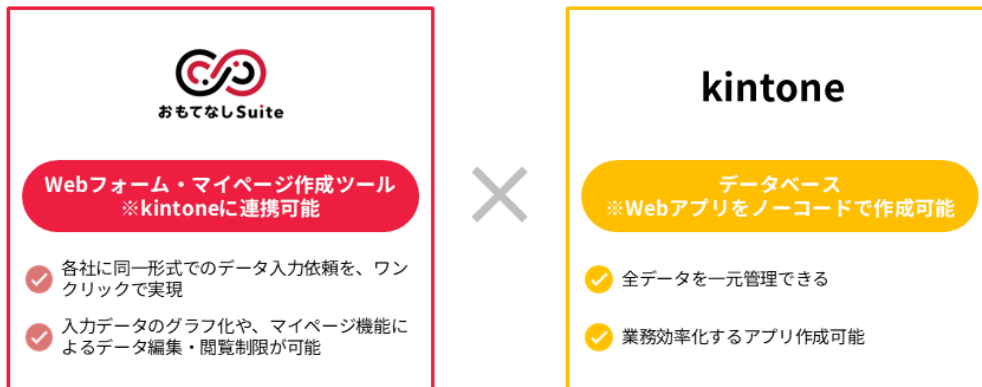 おもてなしSuite
Webフォーム・マイページ作成ツール
※kintoneに連携可能
各社に同一形式でのデータ入力依頼を、ワン
クリックで実現
入力データのグラフ化や、マイページ機能に
よるデータ編集・閲覧制限が可能
kintone
データベース
※Webアプリをノーコードで作成可能
全データを一元管理できる
業務効率化するアプリ作成可能